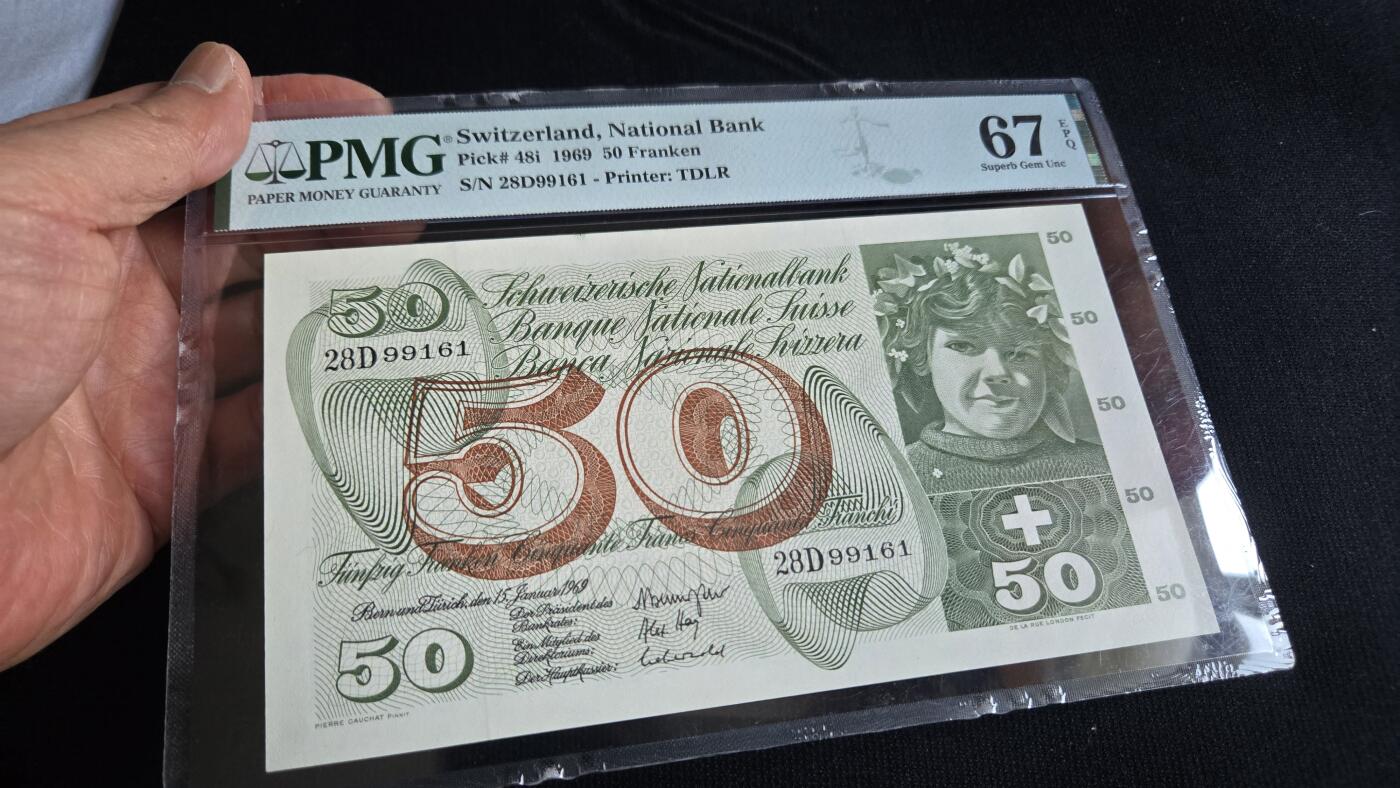 PMG®
PAPER MONEY GUARANTY
Switzerland, National Bank
Pick# 48i 1969 50 Franken
S/N 28D99161 - Printer: TDLR
67
EPQ
Superb Gem Unc
50
28D99161
Schweizerische Nationalbank
Banque Nationale Suisse
Banca Nazionale Svizzera
50
50
50
50
50
50
Fünfzig Franken Cinquante Francs Cinquanta Franchi
28D99161
50
Bern und Zürich, den 15. Januar 1969
Der Präsident des
Bankrates:
Ein Mitglied des
Direktoriums:
Der Hauptkassier:
50
PIERRE GAUCHAT PINXIT
DE LA RUE LONDON FECIT